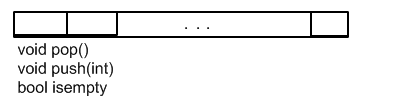 . . .
void pop()
void push(int)
bool isempty